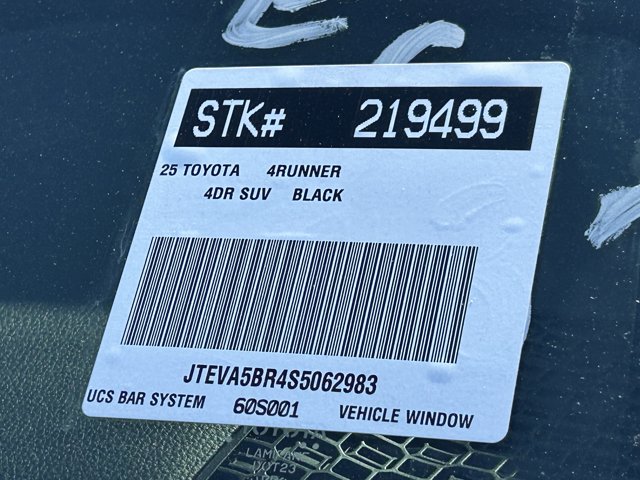 STK# 219499
25 TOYOTA 4RUNNER
4DR SUV BLACK
JTEVA5BR4S5062983
UCS BAR SYSTEM 60S001 VEHICLE WINDOW